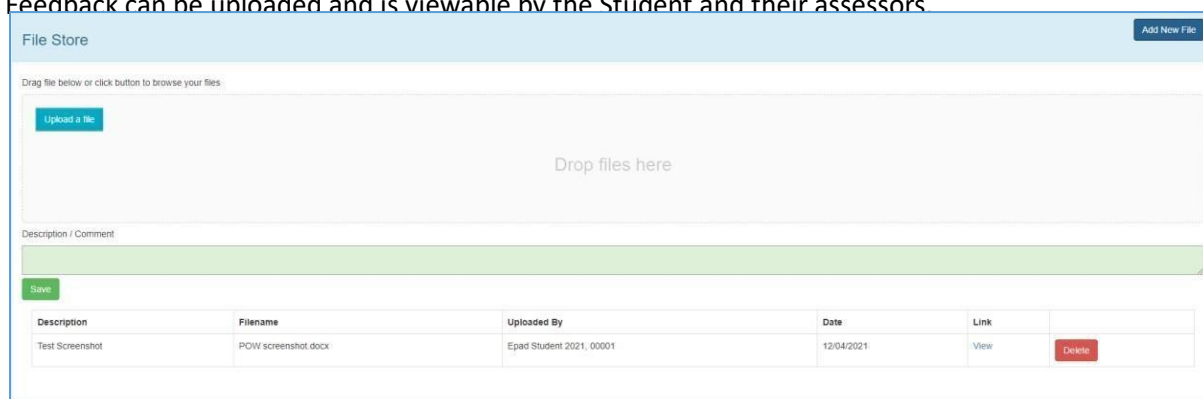 Feedback can be uploaded and is viewable by the Student and their assessors.
File Store
Add New File
Drag file below or click button to browse your files
Upload a file
Drop files here
Description / Comment
Save
Description Filename Uploaded By Date Link
Test Screenshot POW screenshot.docx Epad Student 2021, 00001 12/04/2021 View Delete